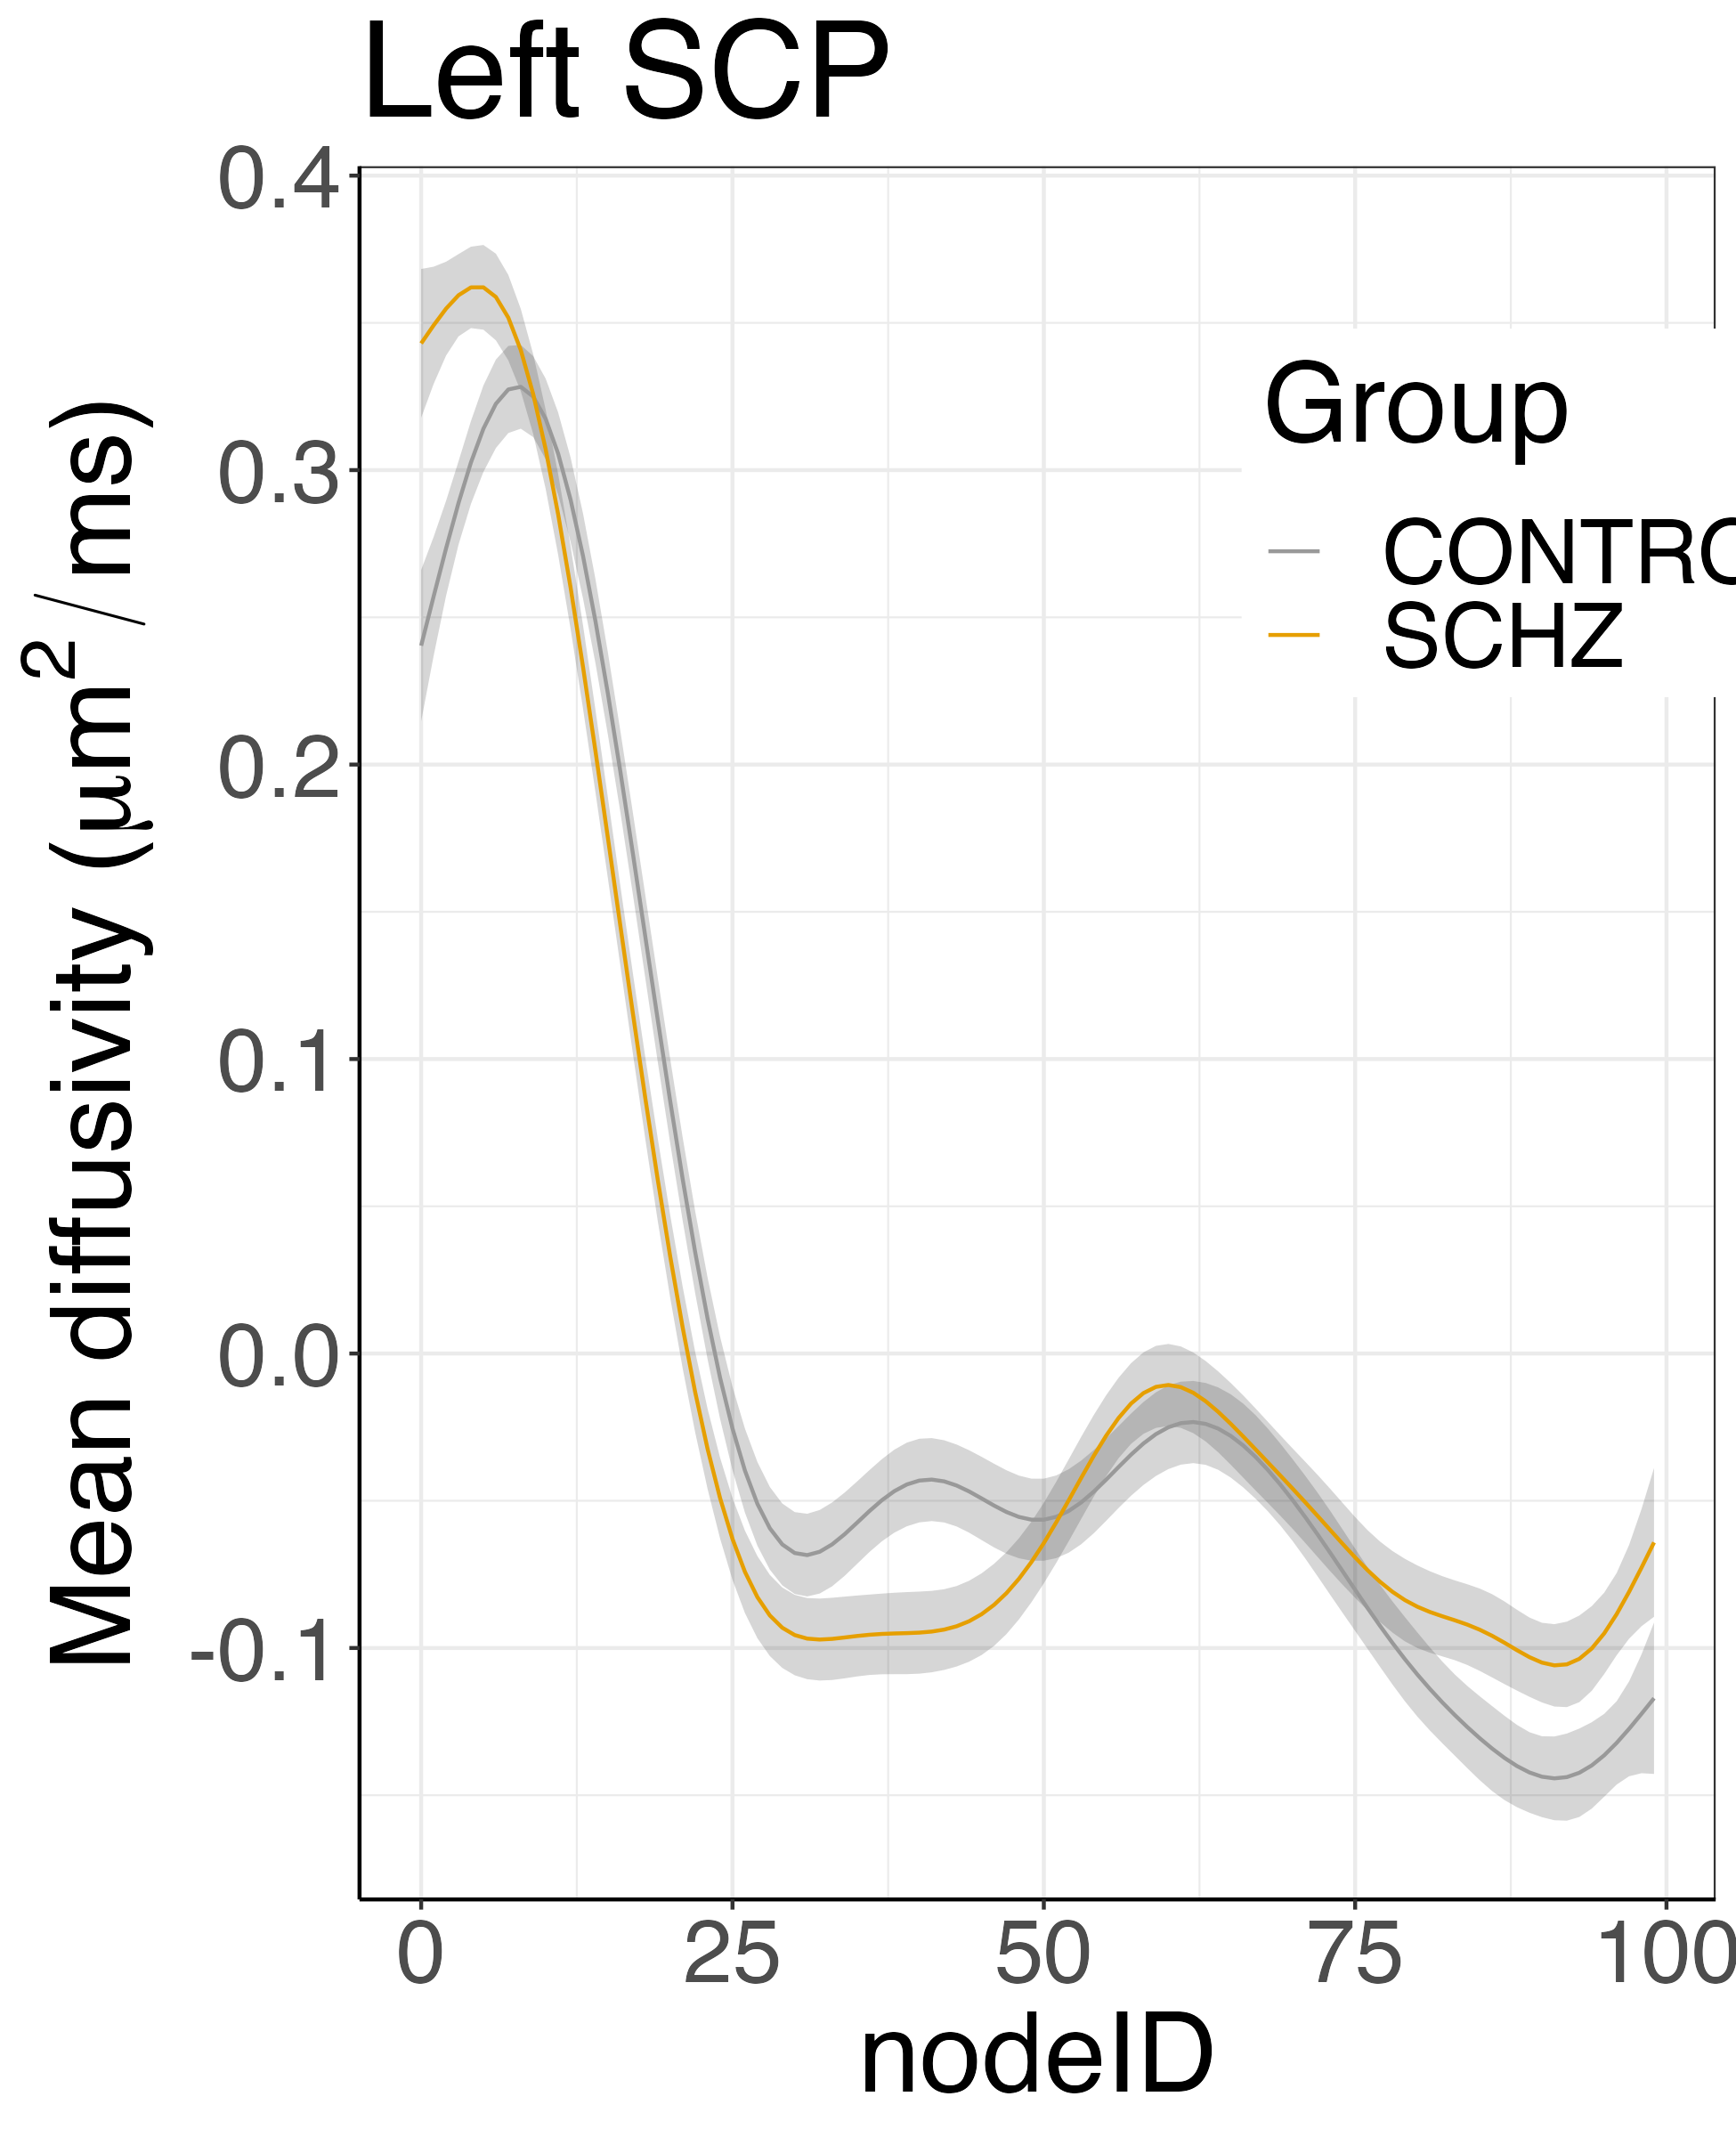 Left SCP
Mean diffusivity (μm²/ms)
0.4
0.3
0.2
0.1
0.0
-0.1
Group
CONTRO
SCHZ
0 25 50 75 100
nodeID